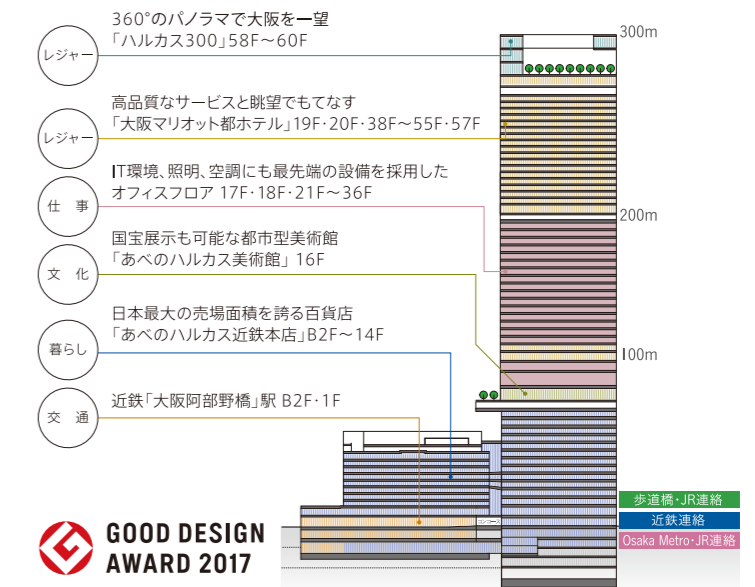 360°のパノラマで大阪を一望
「ハルカス300」58F〜60F
レジャー
高品質なサービスと眺望でもてなす
「大阪マリオット都ホテル」19F･20F･38F〜55F･57F
レジャー
IT環境、照明、空調にも最先端の設備を採用した
オフィスフロア 17F･18F･21F〜36F
仕 事
国宝展示も可能な都市型美術館
「あべのハルカス美術館」 16F
文 化
日本最大の売場面積を誇る百貨店
「あべのハルカス近鉄本店」B2F〜14F
暮らし
近鉄「大阪阿部野橋」駅 B2F･1F
交 通
300m
200m
100m
コンコース
歩道橋･JR連絡
近鉄連絡
Osaka Metro･JR連絡
GOOD DESIGN
AWARD 2017